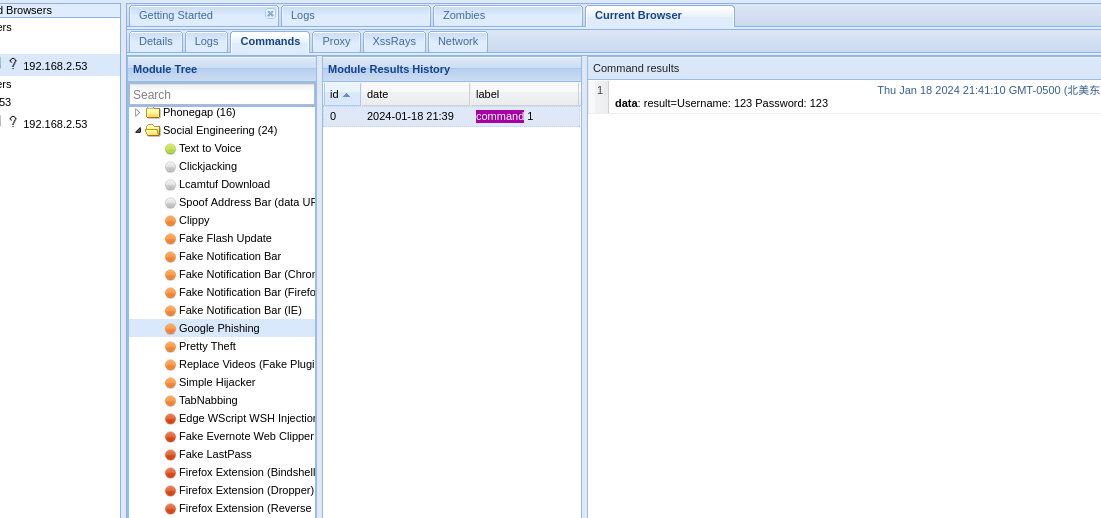 d Browsers
ers
? 192.168.2.53
ers
53
? 192.168.2.53
Getting Started
Logs
Zombies
Current Browser
Details
Logs
Commands
Proxy
XssRays
Network
Module Tree
Search
Phonegap (16)
Social Engineering (24)
Text to Voice
Clickjacking
Lcamtuf Download
Spoof Address Bar (data UR
Clippy
Fake Flash Update
Fake Notification Bar
Fake Notification Bar (Chron
Fake Notification Bar (Firefo
Fake Notification Bar (IE)
Google Phishing
Pretty Theft
Replace Videos (Fake Plugi
Simple Hijacker
TabNabbing
Edge WScript WSH Injection
Fake Evernote Web Clipper
Fake LastPass
Firefox Extension (Bindshell
Firefox Extension (Dropper)
Firefox Extension (Reverse
Module Results History
id date label
0 2024-01-18 21:39 command 1
Command results
1 Thu Jan 18 2024 21:41:10 GMT-0500 (北美东
data: result=Username: 123 Password: 123